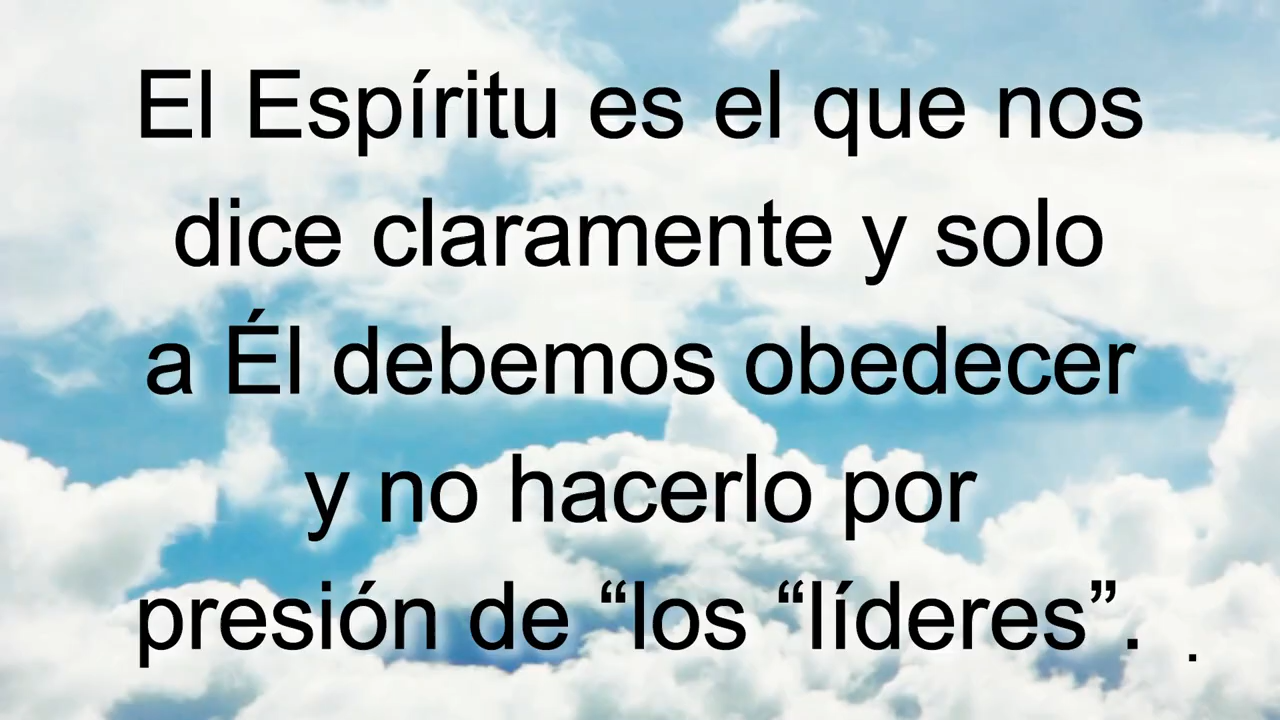 El Espíritu es el que nos
dice claramente y solo
a Él debemos obedecer
y no hacerlo por
presión de “los “líderes”. .